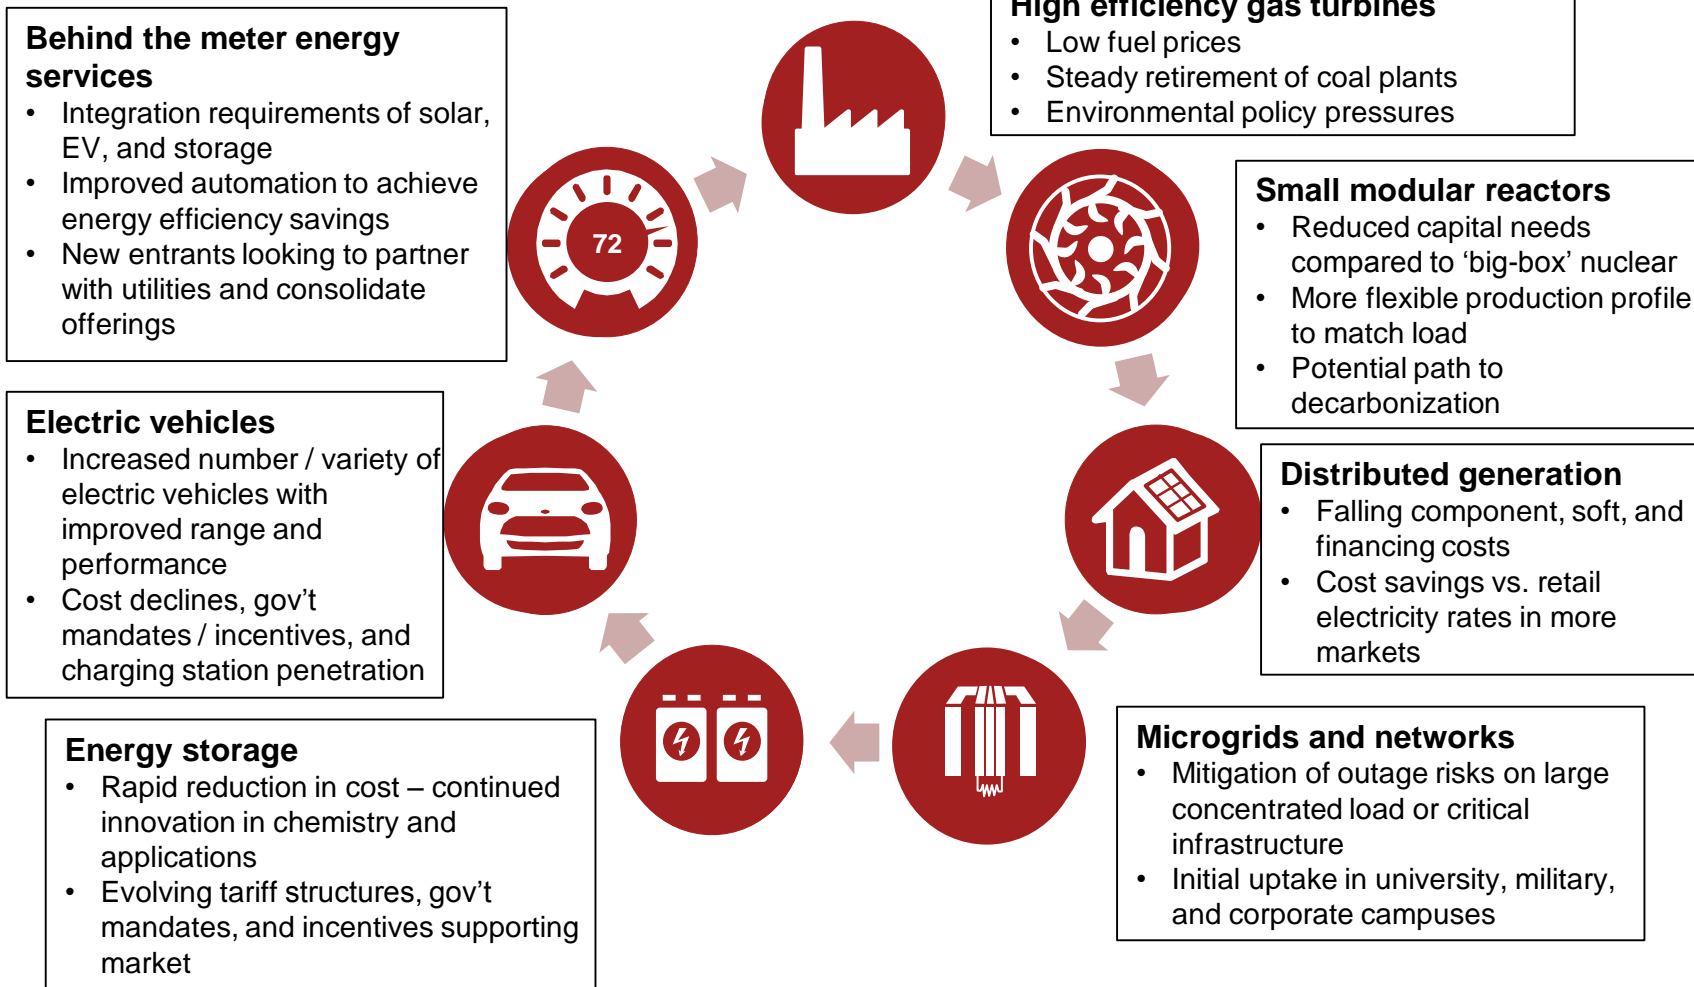 High efficiency gas turbines
• Low fuel prices
• Steady retirement of coal plants
• Environmental policy pressures
Behind the meter energy
services
• Integration requirements of solar,
EV, and storage
• Improved automation to achieve
energy efficiency savings
• New entrants looking to partner
with utilities and consolidate
offerings
72
Small modular reactors
• Reduced capital needs
compared to ‘big-box’ nuclear
• More flexible production profile
to match load
• Potential path to
decarbonization
Electric vehicles
• Increased number / variety of
electric vehicles with
improved range and
performance
• Cost declines, gov’t
mandates / incentives, and
charging station penetration
Distributed generation
• Falling component, soft, and
financing costs
• Cost savings vs. retail
electricity rates in more
markets
Energy storage
• Rapid reduction in cost – continued
innovation in chemistry and
applications
• Evolving tariff structures, gov’t
mandates, and incentives supporting
market
Microgrids and networks
• Mitigation of outage risks on large
concentrated load or critical
infrastructure
• Initial uptake in university, military,
and corporate campuses